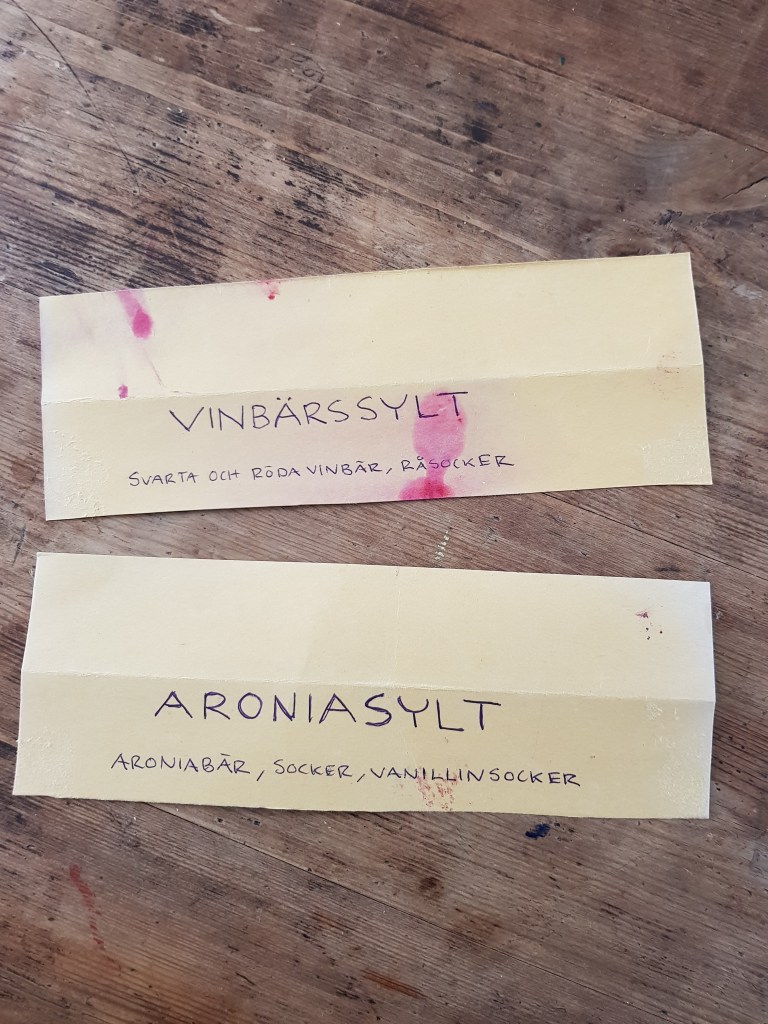 VINBÄRSSYLT
SVARTA OCH RÖDA VINBÄR, RÅSOCKER
ARONIASYLT
ARONIABÄR, SOCKER, VANILLINSOCKER